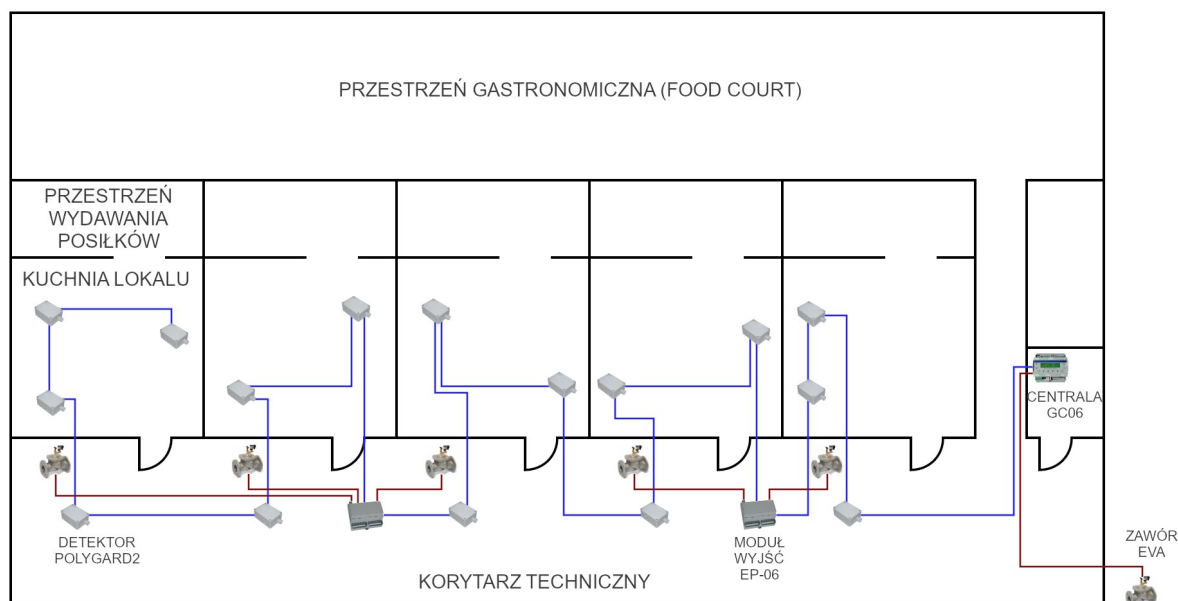 PRZESTRZEŃ GASTRONOMICZNA (FOOD COURT)
PRZESTRZEŃ
WYDAWANIA
POSIŁKÓW
KUCHNIA LOKALU
CENTRALA
GC06
DETEKTOR
POLYGARD2
MODUŁ
WYJŚĆ
EP-06
ZAWÓR
EVA
KORYTARZ TECHNICZNY